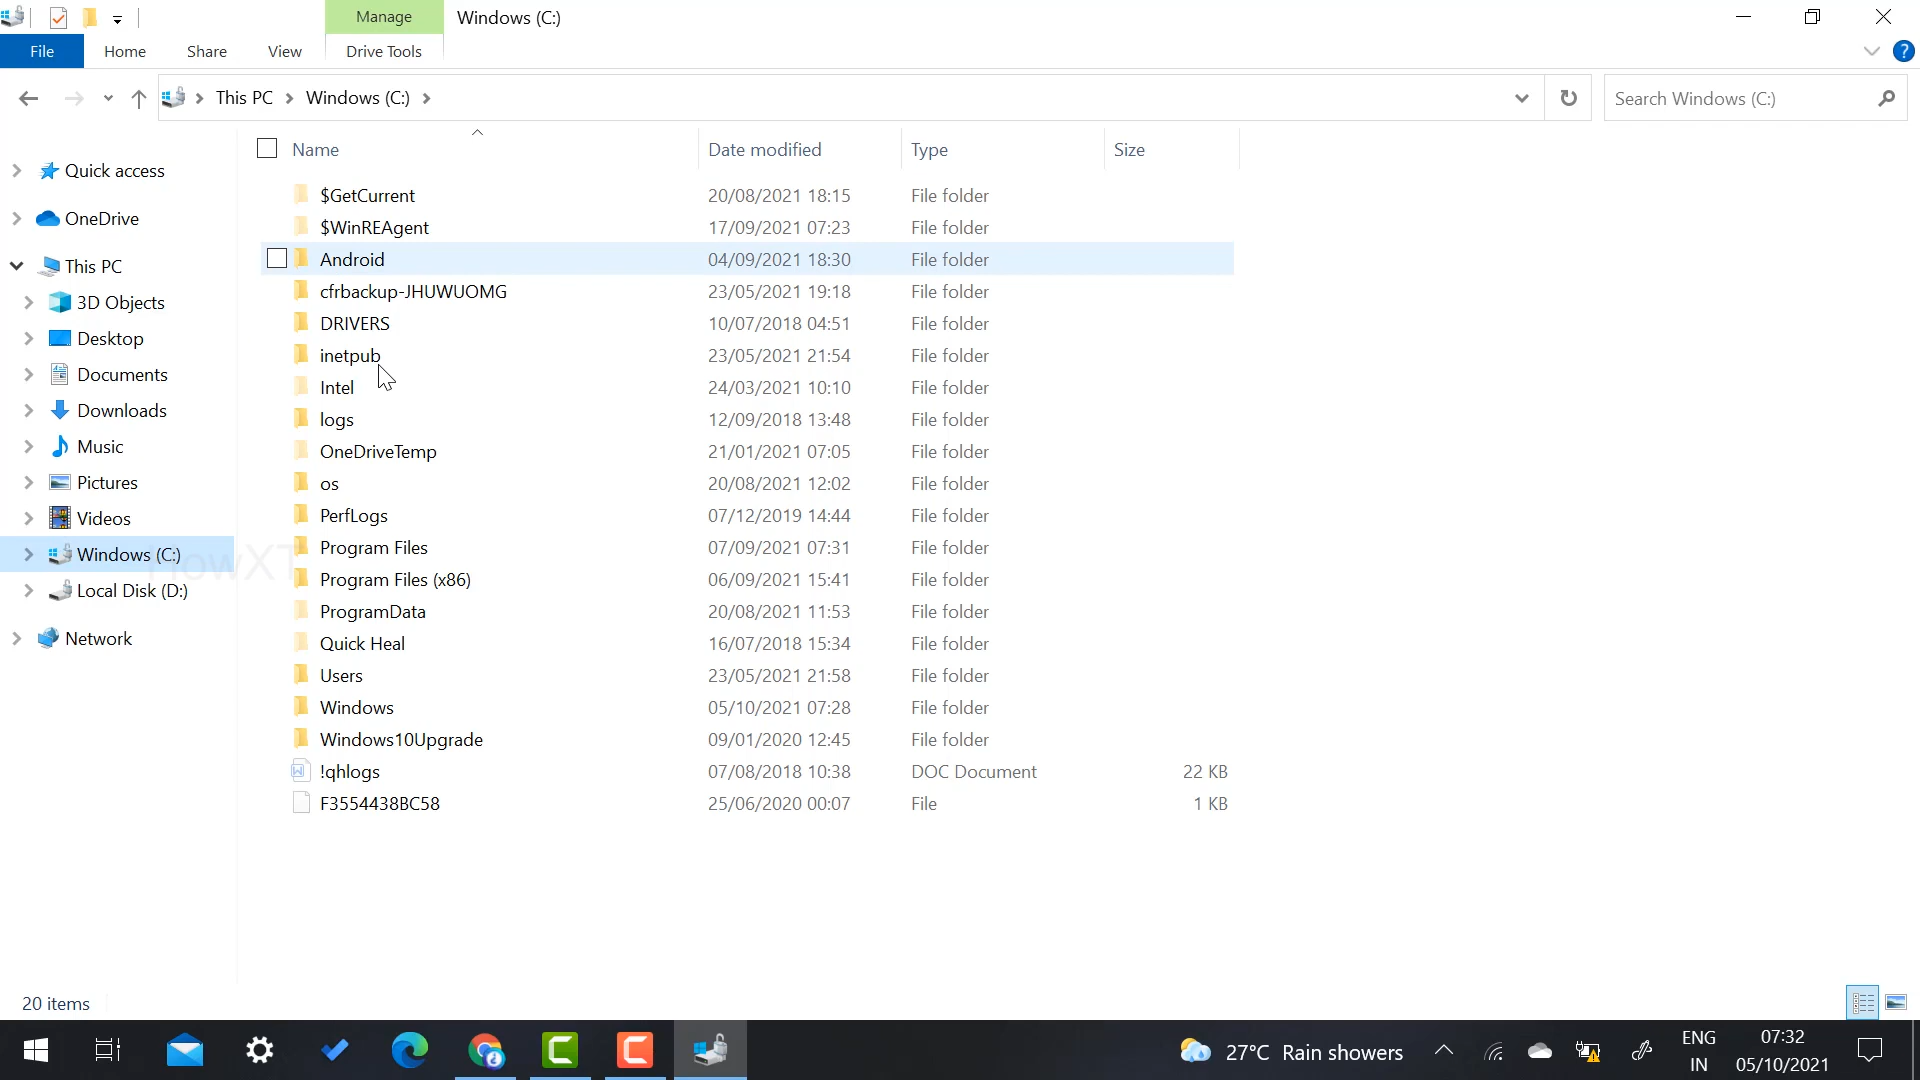 Manage
Windows (C:)
File
Home
Share
View
Drive Tools
?
This PC
Windows (C:)
Search Windows (C:)
Name
Date modified
Type
Size
Quick access
OneDrive
This PC
3D Objects
Desktop
Documents
Downloads
Music
Pictures
Videos
Windows (C:)
Local Disk (D:)
Network
$GetCurrent 20/08/2021 18:15 File folder
$WinREAgent 17/09/2021 07:23 File folder
Android 04/09/2021 18:30 File folder
cfrbackup-JHUWUOMG 23/05/2021 19:18 File folder
DRIVERS 10/07/2018 04:51 File folder
inetpub 23/05/2021 21:54 File folder
Intel 24/03/2021 10:10 File folder
logs 12/09/2018 13:48 File folder
OneDriveTemp 21/01/2021 07:05 File folder
os 20/08/2021 12:02 File folder
PerfLogs 07/12/2019 14:44 File folder
Program Files 07/09/2021 07:31 File folder
Program Files (x86) 06/09/2021 15:41 File folder
ProgramData 20/08/2021 11:53 File folder
Quick Heal 16/07/2018 15:34 File folder
Users 23/05/2021 21:58 File folder
Windows 05/10/2021 07:28 File folder
Windows10Upgrade 09/01/2020 12:45 File folder
!qhlogs 07/08/2018 10:38 DOC Document 22 KB
F3554438BC58 25/06/2020 00:07 File 1 KB
20 items
27°C Rain showers
ENG
IN
07:32
05/10/2021